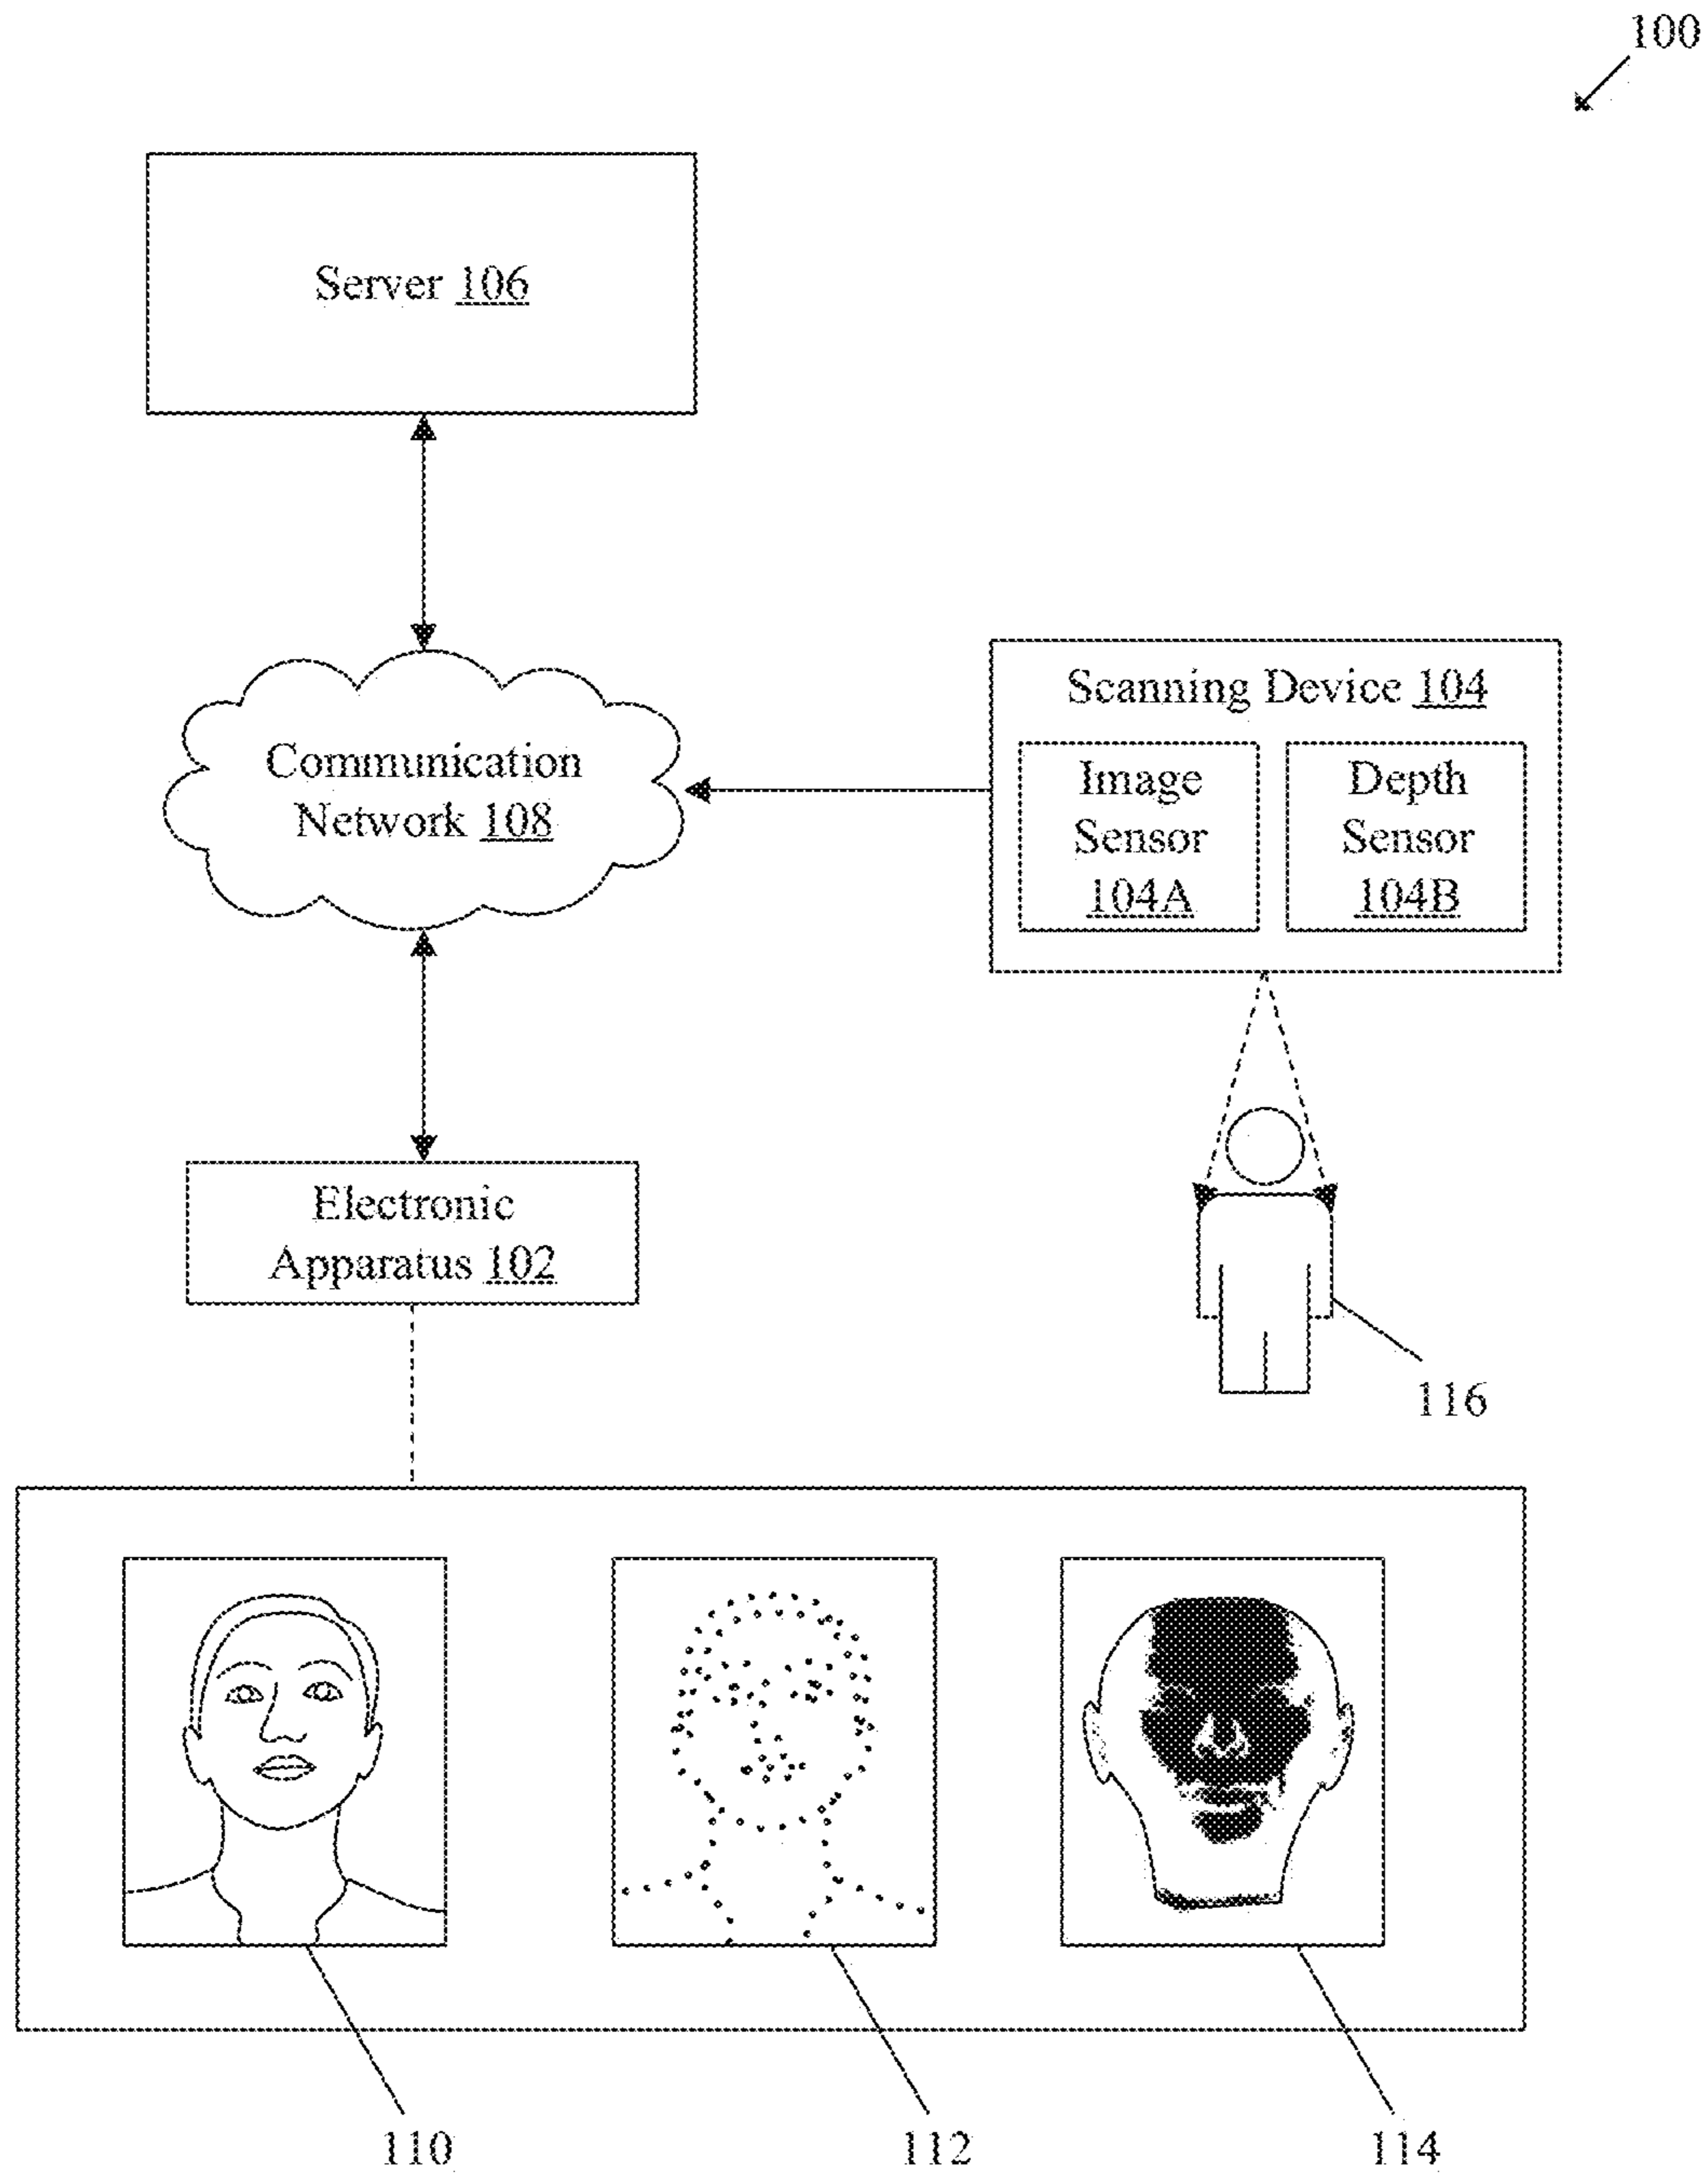 100
Server 106
Communication
Network 108
Scanning Device 104
Image
Sensor
104A
Depth
Sensor
104B
Electronic
Apparatus 102
116
110
112
114